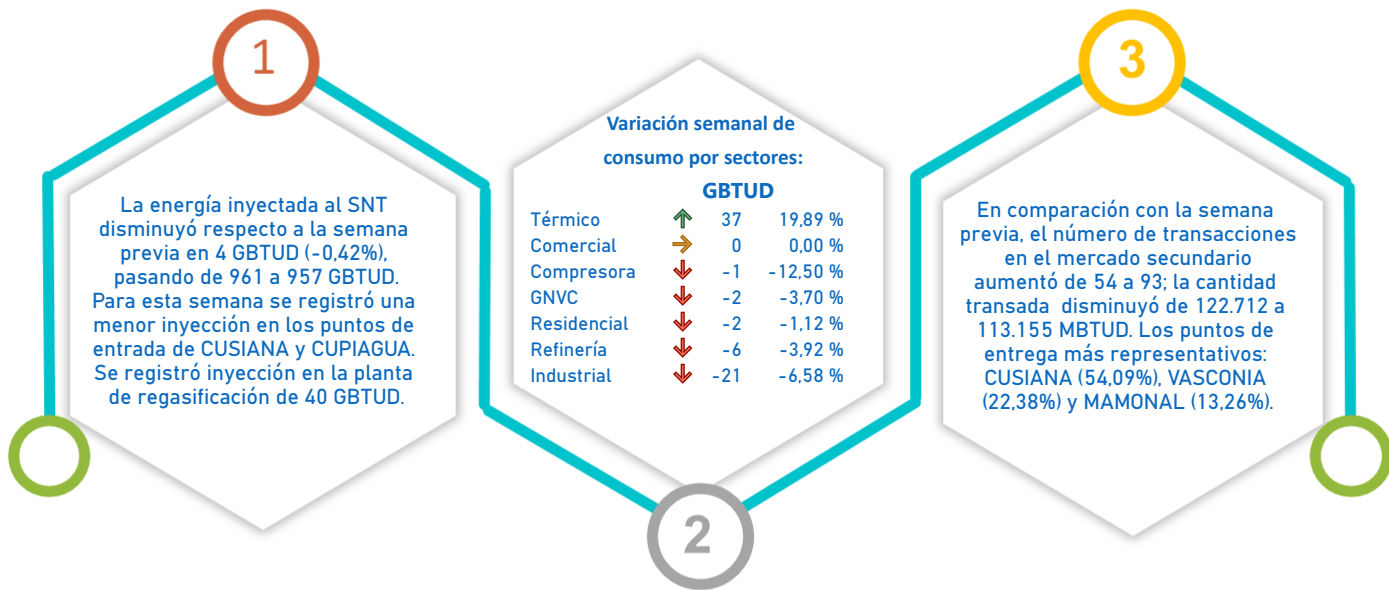 1
La energía inyectada al SNT
disminuyó respecto a la semana
previa en 4 GBTUD (-0,42%),
pasando de 961 a 957 GBTUD.
Para esta semana se registró una
menor inyección en los puntos de
entrada de CUSIANA y CUPIAGUA.
Se registró inyección en la planta
de regasificación de 40 GBTUD.
2
Variación semanal de
consumo por sectores:
GBTUD
Térmico 37 19,89 %
Comercial 0 0,00 %
Compresora -1 -12,50 %
GNVC -2 -3,70 %
Residencial -2 -1,12 %
Refinería -6 -3,92 %
Industrial -21 -6,58 %
3
En comparación con la semana
previa, el número de transacciones
en el mercado secundario
aumentó de 54 a 93; la cantidad
transada disminuyó de 122.712 a
113.155 MBTUD. Los puntos de
entrega más representativos:
CUSIANA (54,09%), VASCONIA
(22,38%) y MAMONAL (13,26%).